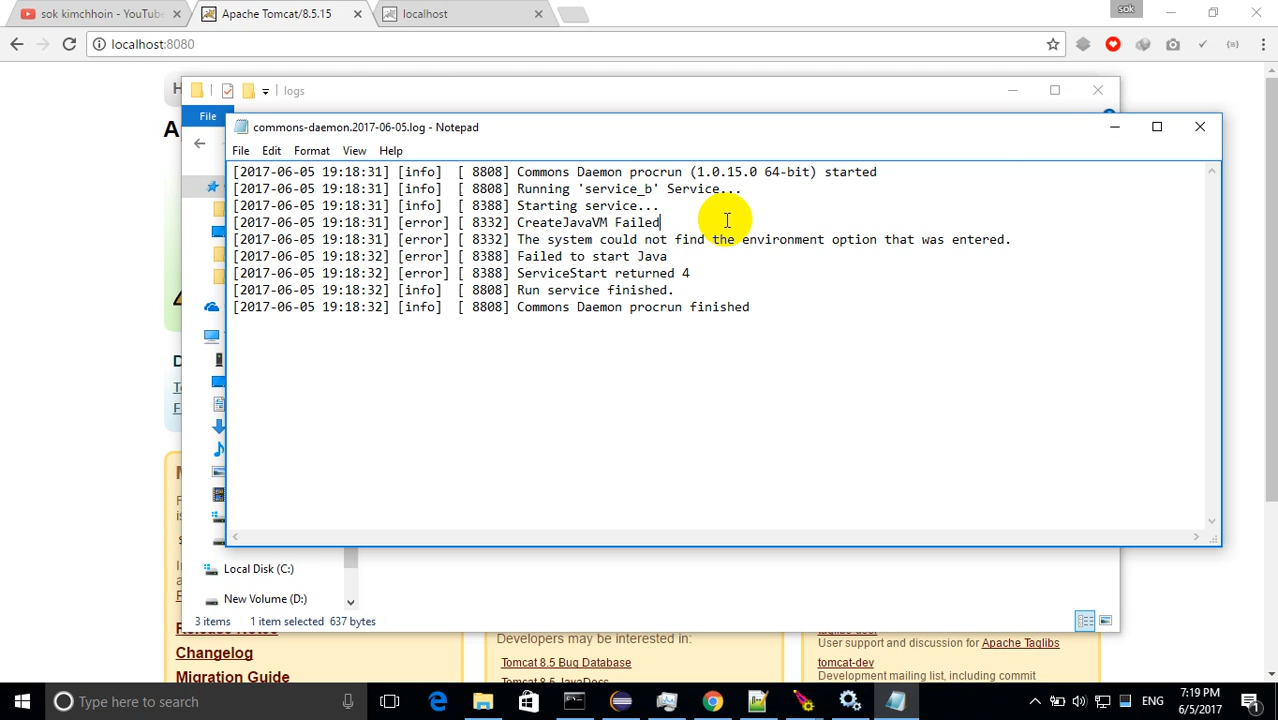 sok kimchhoin - YouTub
Apache Tomcat/8.5.15
localhost
sok
localhost:8080
logs
File
commons-daemon.2017-06-05.log - Notepad
File Edit Format View Help
[2017-06-05 19:18:31] [info]  [ 8808] Commons Daemon procrun (1.0.15.0 64-bit) started
[2017-06-05 19:18:31] [info]  [ 8808] Running 'service_b' Service...
[2017-06-05 19:18:31] [info]  [ 8388] Starting service...
[2017-06-05 19:18:31] [error] [ 8332] CreateJavaVM Failed
[2017-06-05 19:18:31] [error] [ 8332] The system could not find the environment option that was entered.
[2017-06-05 19:18:32] [error] [ 8388] Failed to start Java
[2017-06-05 19:18:32] [error] [ 8388] ServiceStart returned 4
[2017-06-05 19:18:32] [info]  [ 8808] Run service finished.
[2017-06-05 19:18:32] [info]  [ 8808] Commons Daemon procrun finished
Local Disk (C:)
New Volume (D:)
3 items 1 item selected 637 bytes
Release Notes
Changelog
Migration Guide
Developers may be interested in:
Tomcat 8.5 Bug Database
Tomcat 8.5 JavaDocs
taglibs-user
User support and discussion for Apache Taglibs
tomcat-dev
Development mailing list, including commit
Type here to search
ENG
7:19 PM
6/5/2017